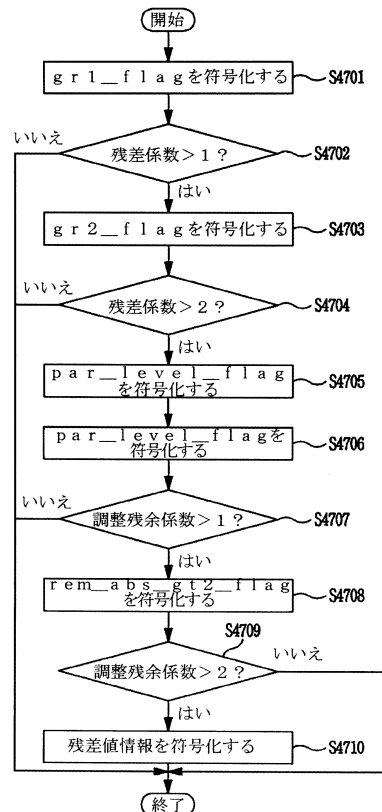 開始
gr1_flagを符号化する
S4701
いいえ
残差係数>1?
S4702
はい
gr2_flagを符号化する
S4703
いいえ
残差係数>2?
S4704
はい
par_level_flag
を符号化する
S4705
par_level_flagを
符号化する
S4706
いいえ
調整残余係数>1?
S4707
はい
rem_abs_gt2_flag
を符号化する
S4708
S4709
いいえ
調整残余係数>2?
はい
残差値情報を符号化する
S4710
終了